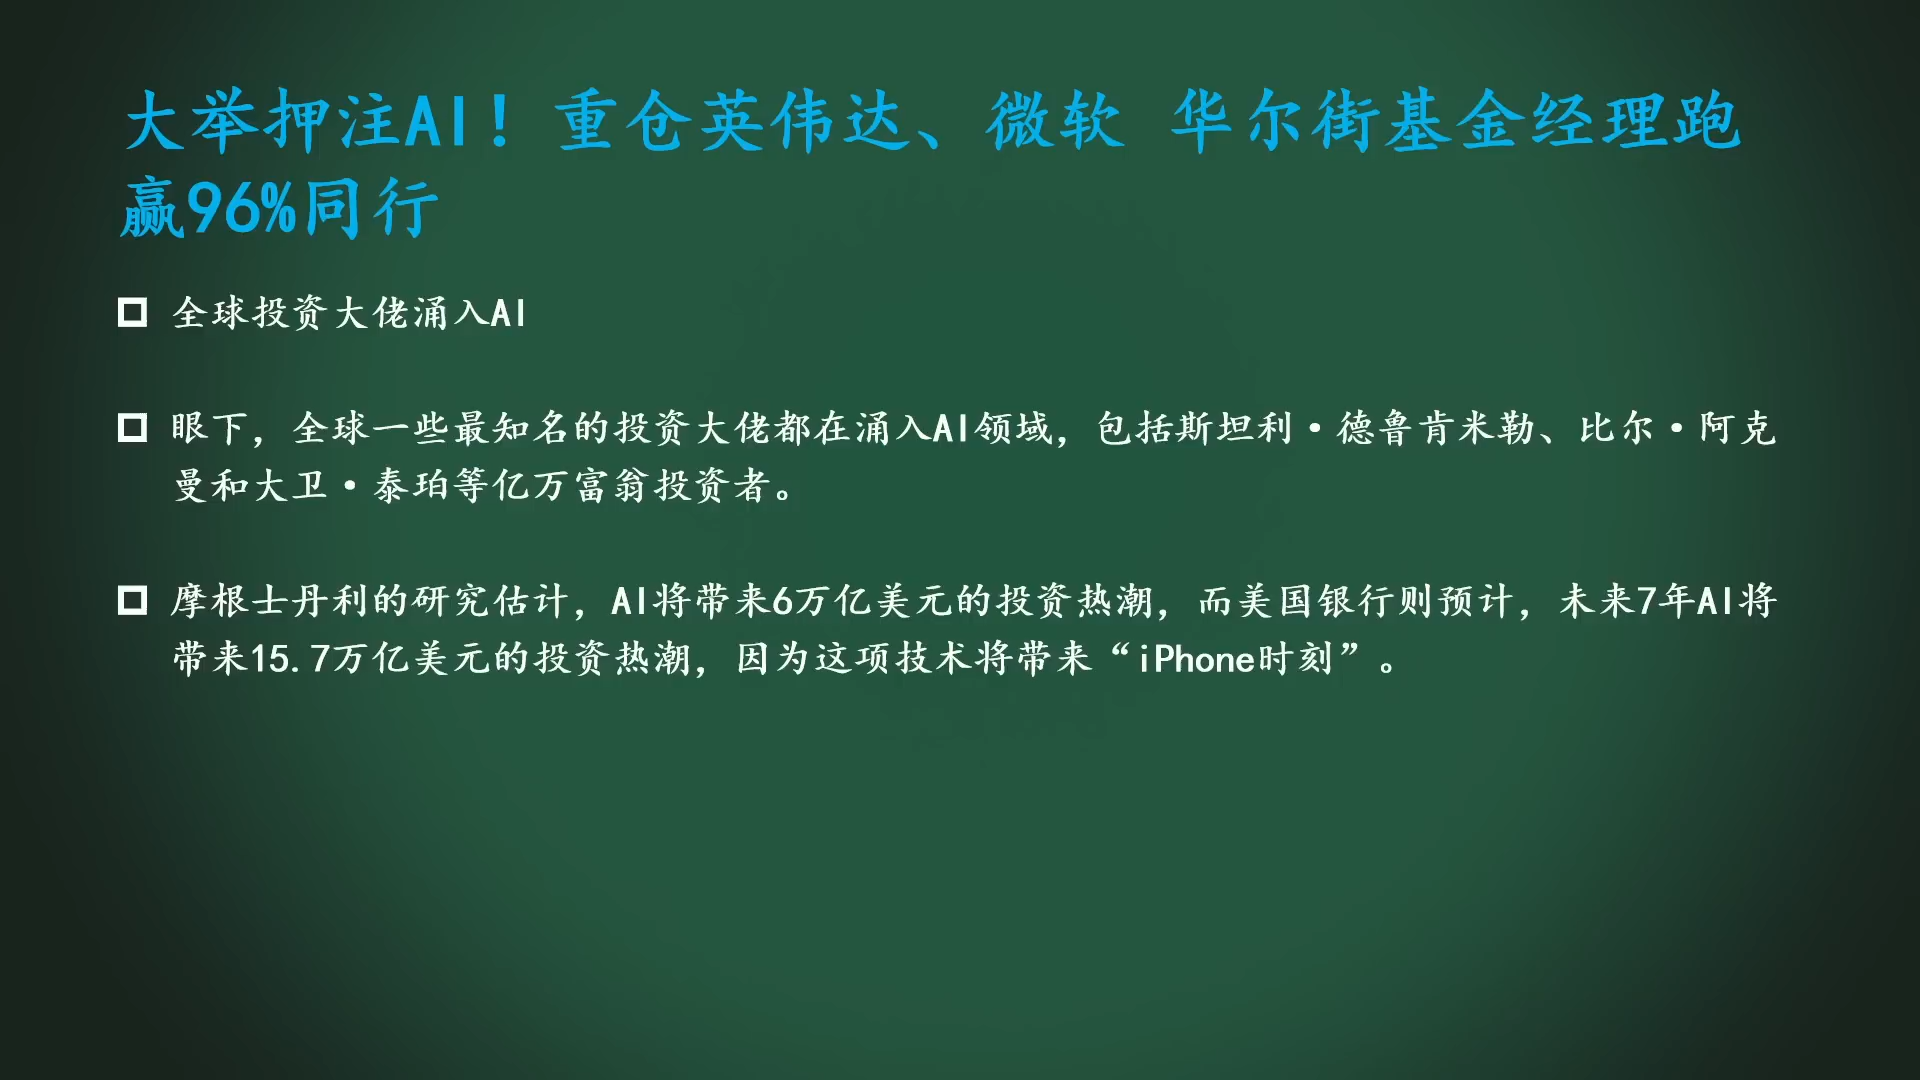 大举押注AI！重仓英伟达、微软 华尔街基金经理跑
赢96%同行
全球投资大佬涌入AI
眼下，全球一些最知名的投资大佬都在涌入AI领域，包括斯坦利·德鲁肯米勒、比尔·阿克
曼和大卫·泰珀等亿万富翁投资者。
摩根士丹利的研究估计，AI将带来6万亿美元的投资热潮，而美国银行则预计，未来7年AI将
带来15.7万亿美元的投资热潮，因为这项技术将带来“iPhone时刻”。